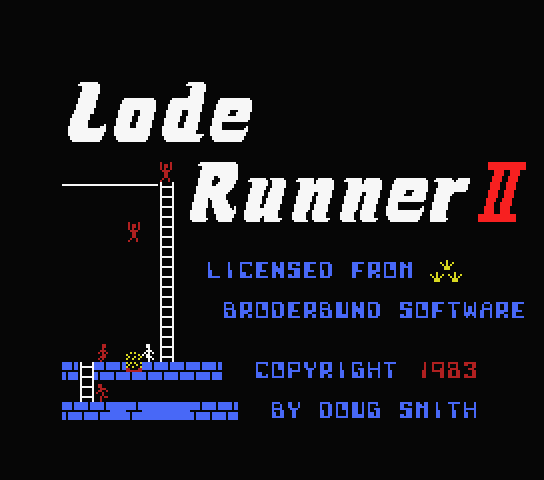 Lode
Runner II
LICENSED FROM
BRODERBUND SOFTWARE
COPYRIGHT 1983
BY DOUG SMITH